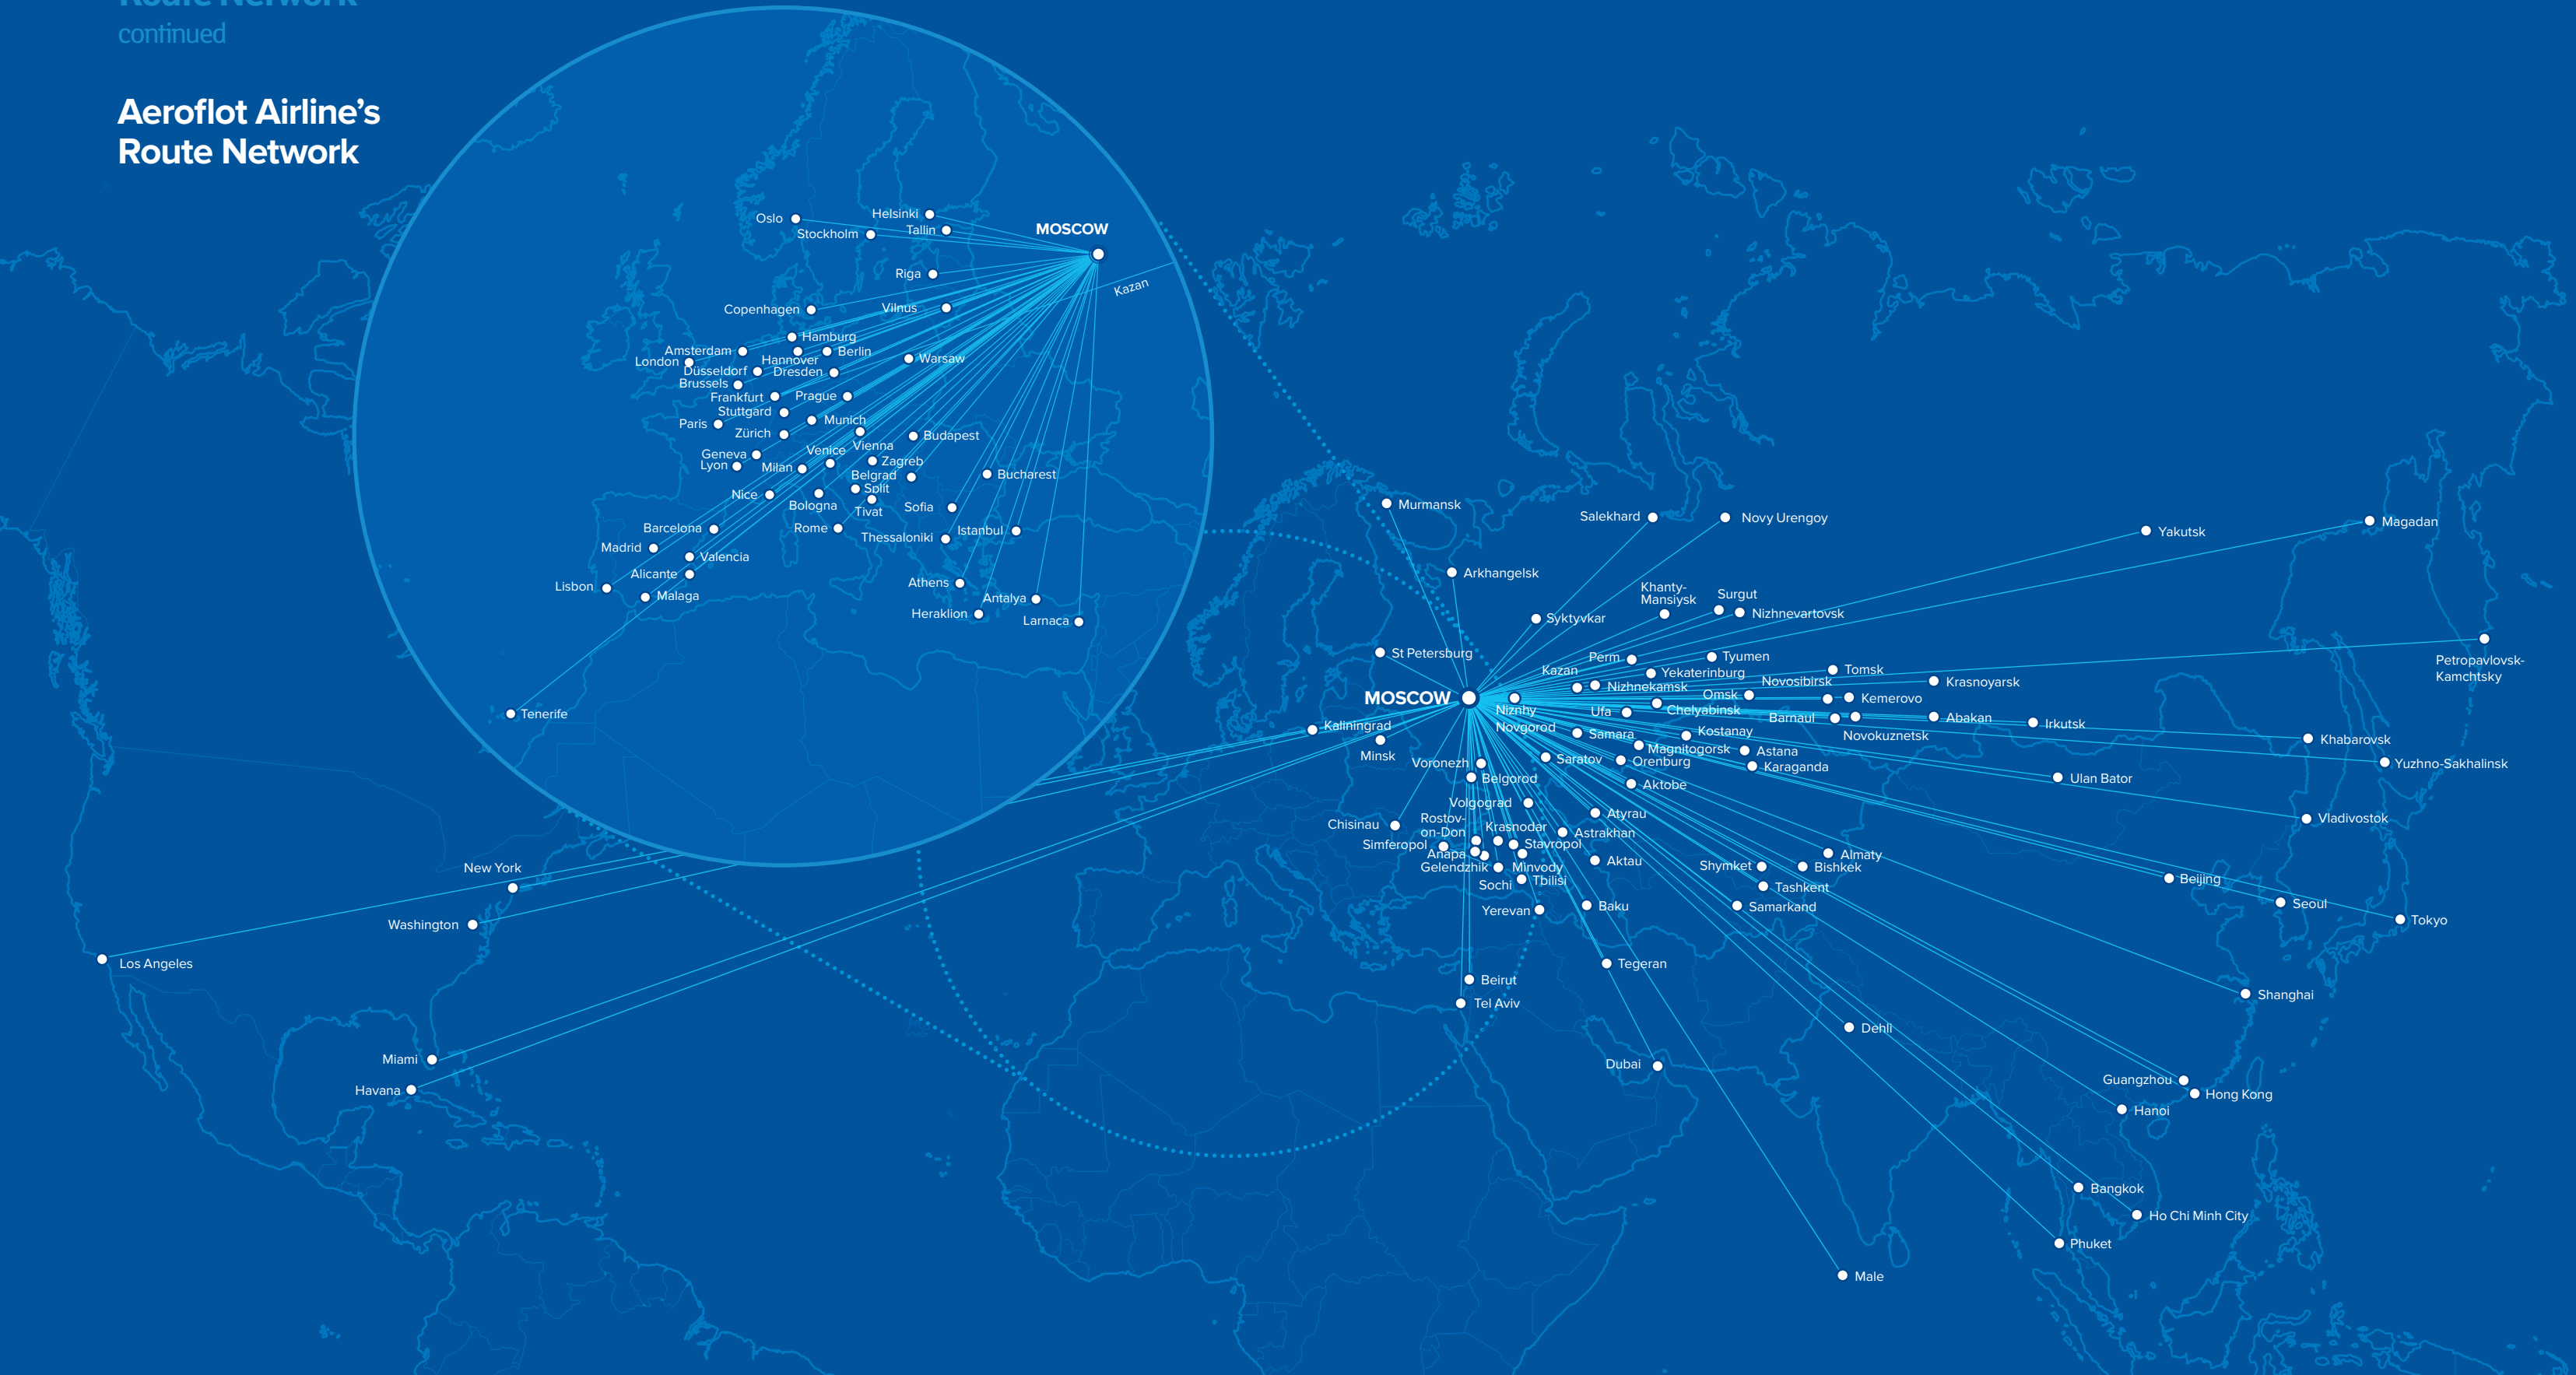 Route Network
continued
Aeroflot Airline's
Route Network
Oslo
Helsinki
Stockholm
Tallin
MOSCOW
Riga
Kazan
Copenhagen
Vilnus
Hamburg
Amsterdam
Berlin
London
Hannover
Warsaw
Düsseldorf
Dresden
Brussels
Frankfurt
Prague
Stuttgard
Paris
Munich
Zürich
Budapest
Vienna
Venice
Geneva
Zagreb
Lyon
Milan
Belgrad
Bucharest
Split
Nice
Bologna
Tivat
Sofia
Barcelona
Rome
Istanbul
Thessaloniki
Madrid
Valencia
Alicante
Lisbon
Athens
Malaga
Antalya
Heraklion
Larnaca
Tenerife
Murmansk
Salekhard
Novy Urengoy
Magadan
Yakutsk
Arkhangelsk
Khanty-
Mansiysk
Surgut
Syktyvkar
Nizhnevartovsk
St Petersburg
Perm
Tyumen
Petropavlovsk-
Kamchtsky
Kazan
Yekaterinburg
Tomsk
Nizhnekamsk
Novosibirsk
Krasnoyarsk
MOSCOW
Omsk
Kemerovo
Nizhy
Novgorod
Ufa
Chelyabinsk
Barnaul
Abakan
Irkutsk
Kaliningrad
Samara
Kostanay
Novokuznetsk
Khabarovsk
Minsk
Magnitogorsk
Astana
Voronezh
Saratov
Orenburg
Karaganda
Yuzhno-Sakhalinsk
Belgorod
Aktobe
Ulan Bator
Volgograd
Atyrau
Chisinau
Rostov-
on-Don
Krasnodar
Astrakhan
Vladivostok
Simferopol
Stavropol
Anapa
Aktau
Almaty
Gelendzhik
Minvody
Shymket
Bishkek
Sochi
Tbilisi
Tashkent
Beijing
Yerevan
Baku
Samarkand
Seoul
Tokyo
New York
Washington
Los Angeles
Tegeran
Beirut
Tel Aviv
Shanghai
Dehli
Miami
Dubai
Havana
Guangzhou
Hong Kong
Hanoi
Bangkok
Ho Chi Minh City
Phuket
Male